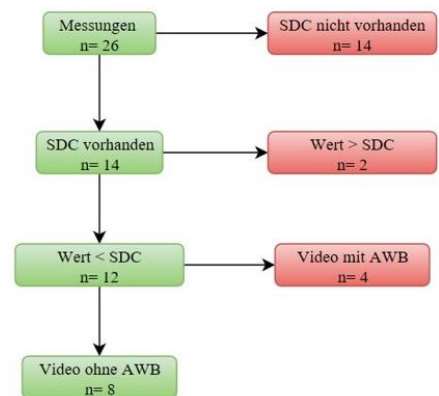 Messungen
n= 26
SDC nicht vorhanden
n= 14
SDC vorhanden
n= 14
Wert > SDC
n= 2
Wert < SDC
n= 12
Video mit AWB
n= 4
Video ohne AWB
n= 8